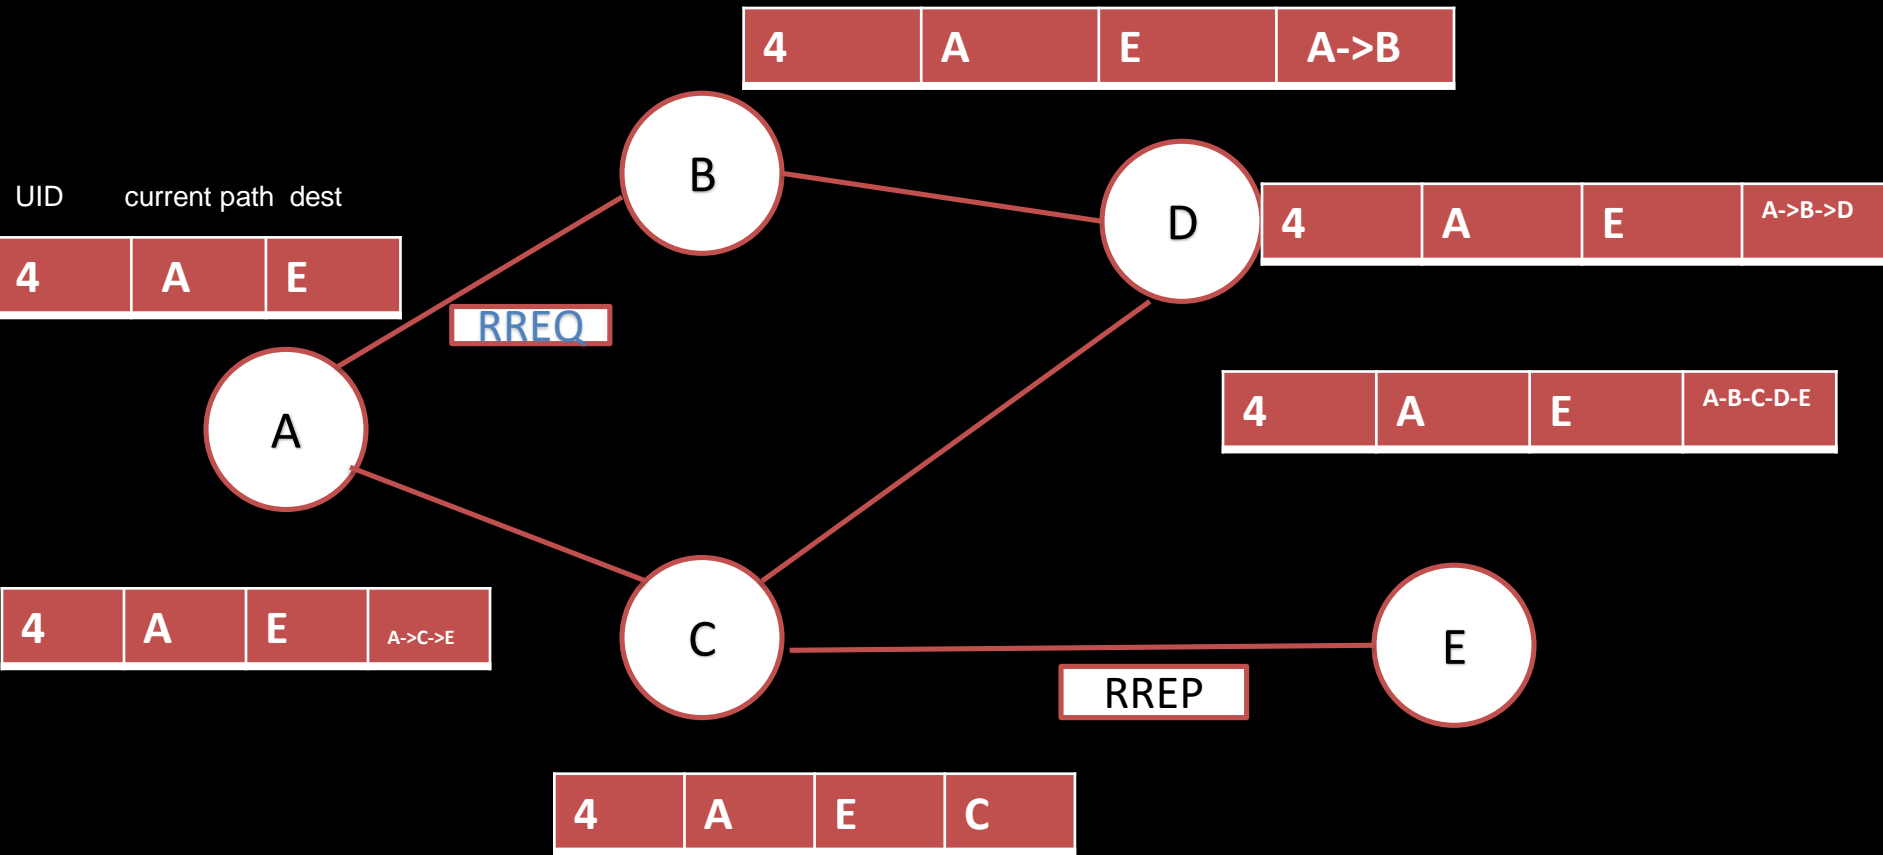 4 A E A->B
B
UID current path dest
D
4 A E A->B->D
4 A E
RREQ
4 A E A-B-C-D-E
A
4 A E A->C->E
C
E
RREP
4 A E C